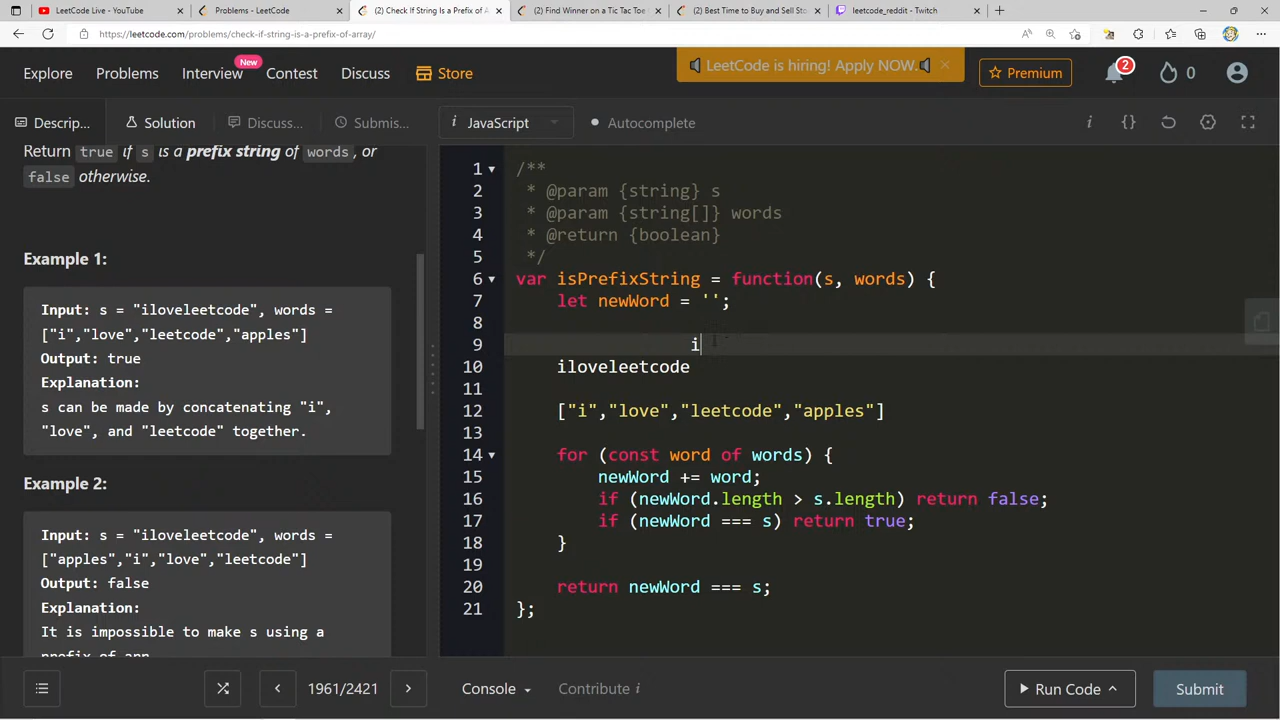 (2) LeetCode Live - YouTube
Problems - LeetCode
(2) Check If String Is a Prefix of A
(2) Find Winner on a Tic Tac Toe
(2) Best Time to Buy and Sell Sto
leetcode_reddit - Twitch
https://leetcode.com/problems/check-if-string-is-a-prefix-of-array/
Explore
Problems
Interview
New
Contest
Discuss
Store
LeetCode is hiring! Apply NOW.
Premium
2
0
Descrip...
Solution
Discuss...
Submis...
i
JavaScript
Autocomplete
i
{}
Return true if s is a prefix string of words, or
false otherwise.
Example 1:
Input: s = "iloveleetcode", words =
["i","love","leetcode","apples"]
Output: true
Explanation:
s can be made by concatenating "i",
"love", and "leetcode" together.
Example 2:
Input: s = "iloveleetcode", words =
["apples","i","love","leetcode"]
Output: false
Explanation:
It is impossible to make s using a
prefix of arr.
1 /**
2 * @param {string} s
3 * @param {string[]} words
4 * @return {boolean}
5 */
6 var isPrefixString = function(s, words) {
7 let newWord = '';
8
9 i
10 iloveleetcode
11
12 ["i","love","leetcode","apples"]
13
14 for (const word of words) {
15 newWord += word;
16 if (newWord.length > s.length) return false;
17 if (newWord === s) return true;
18 }
19
20 return newWord === s;
21 };
1961/2421
Console
Contribute i
Run Code
Submit